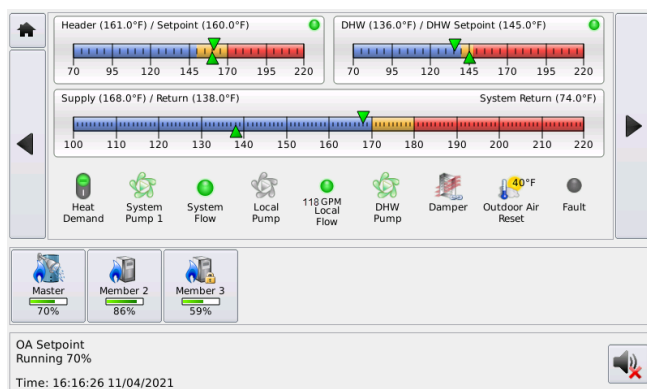 Header (161.0°F) / Setpoint (160.0°F)
70 95 120 145 170 195 220
DHW (136.0°F) / DHW Setpoint (145.0°F)
70 95 120 145 170 195 220
Supply (168.0°F) / Return (138.0°F)
System Return (74.0°F)
100 110 120 130 140 150 160 170 180 190 200 210 220
Heat
Demand
System
Pump 1
System
Flow
Local
Pump
118 GPM
Local
Flow
DHW
Pump
Damper
40°F
Outdoor Air
Reset
Fault
Master
70%
Member 2
86%
Member 3
59%
OA Setpoint
Running 70%
Time: 16:16:26 11/04/2021